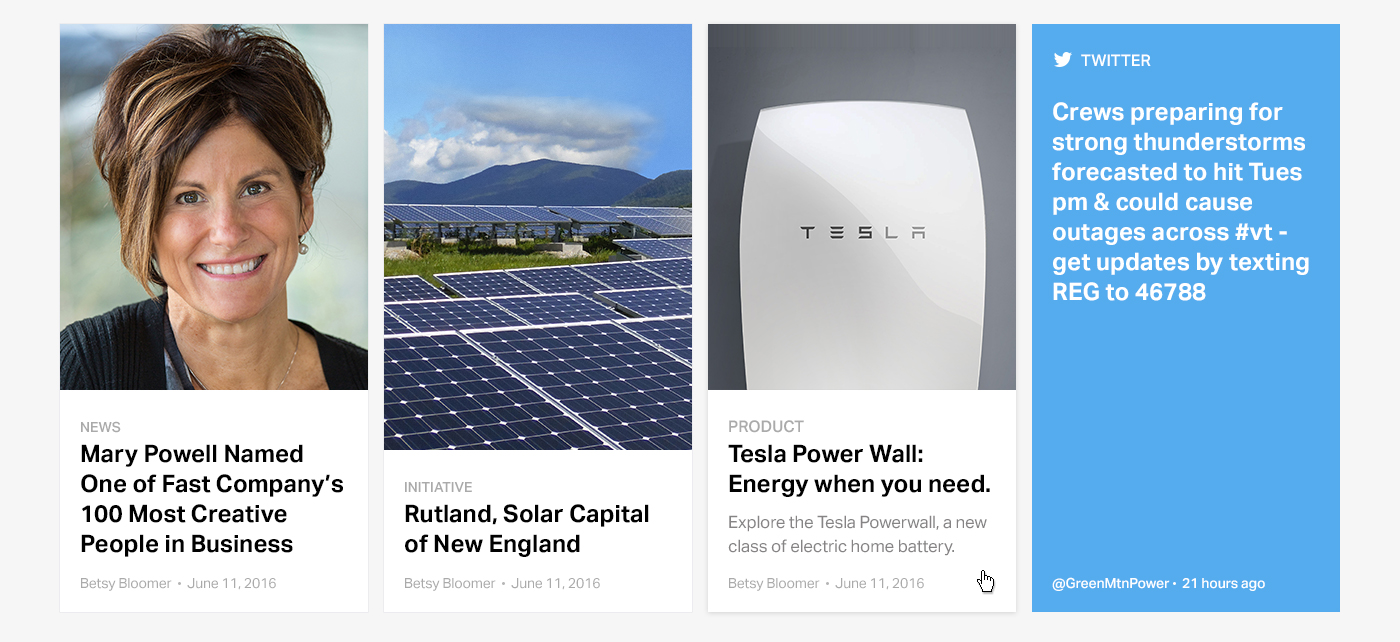 NEWS
Mary Powell Named
One of Fast Company’s
100 Most Creative
People in Business
Betsy Bloomer • June 11, 2016
INITIATIVE
Rutland, Solar Capital
of New England
Betsy Bloomer • June 11, 2016
TESLA
PRODUCT
Tesla Power Wall:
Energy when you need.
Explore the Tesla Powerwall, a new
class of electric home battery.
Betsy Bloomer • June 11, 2016
TWITTER
Crews preparing for
strong thunderstorms
forecasted to hit Tues
pm & could cause
outages across #vt -
get updates by texting
REG to 46788
@GreenMtnPower • 21 hours ago